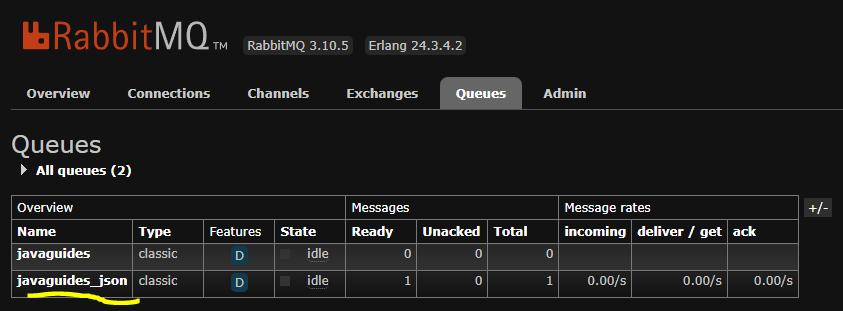 RabbitMQ TM RabbitMQ 3.10.5 Erlang 24.3.4.2
Overview Connections Channels Exchanges Queues Admin
Queues
All queues (2)
Overview Messages Message rates +/-
Name Type Features State Ready Unacked Total incoming deliver / get ack
javaguides classic D idle 0 0 0
javaguides_json classic D idle 1 0 1 0.00/s 0.00/s 0.00/s